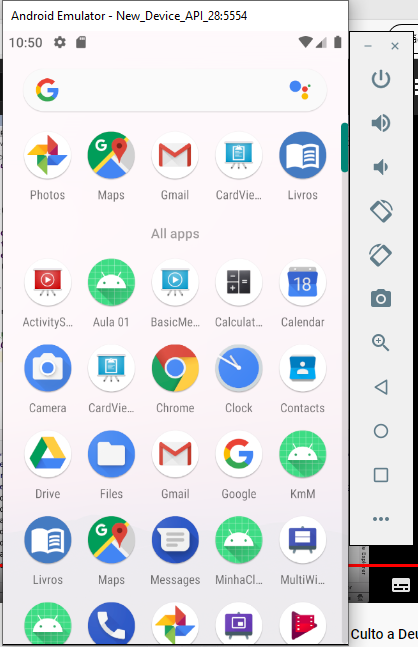 Android Emulator - New_Device_API_28:5554
10:50
Photos Maps Gmail CardVie... Livros
All apps
ActivityS... Aula 01 BasicMe... Calculat... Calendar
18
Camera CardVie... Chrome Clock Contacts
Drive Files Gmail Google KmM
Livros Maps Messages MinhaCl... MultiWi...
Culto a Deu